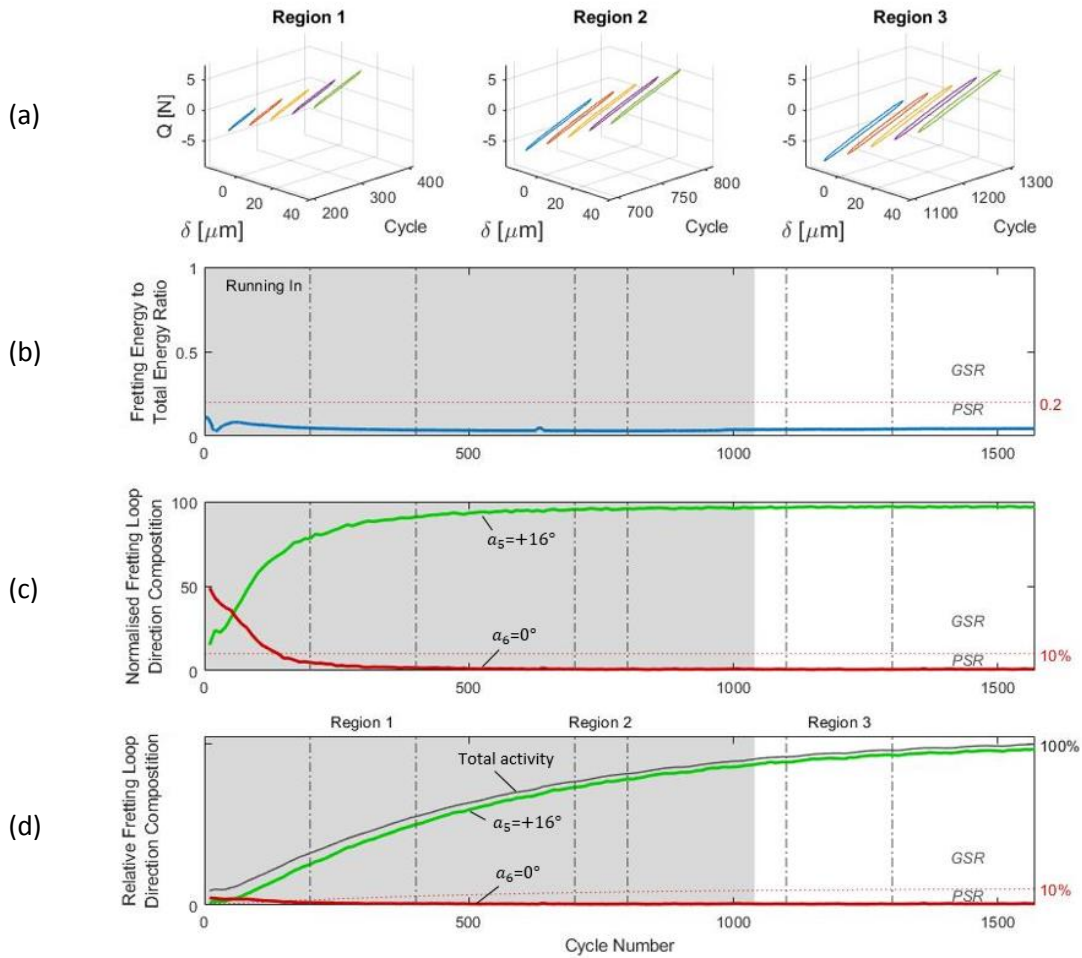 Region 1
Region 2
Region 3
(a)
Q [N]
5
0
-5
0
20
40
200
300
400
δ [μm]
Cycle
5
0
-5
0
20
40
700
750
800
δ [μm]
Cycle
5
0
-5
0
20
40
1100
1200
1300
δ [μm]
Cycle
(b)
Fretting Energy to
Total Energy Ratio
1
0.5
0
Running In
GSR
PSR
0.2
0
500
1000
1500
(c)
Normalised Fretting Loop
Direction Compostition
100
50
0
a₅=+16°
a₆=0°
GSR
PSR
10%
0
500
1000
1500
(d)
Region 1
Region 2
Region 3
Relative Fretting Loop
Direction Compostition
0
Total activity
a₅=+16°
a₆=0°
100%
GSR
PSR
10%
0
500
1000
1500
Cycle Number